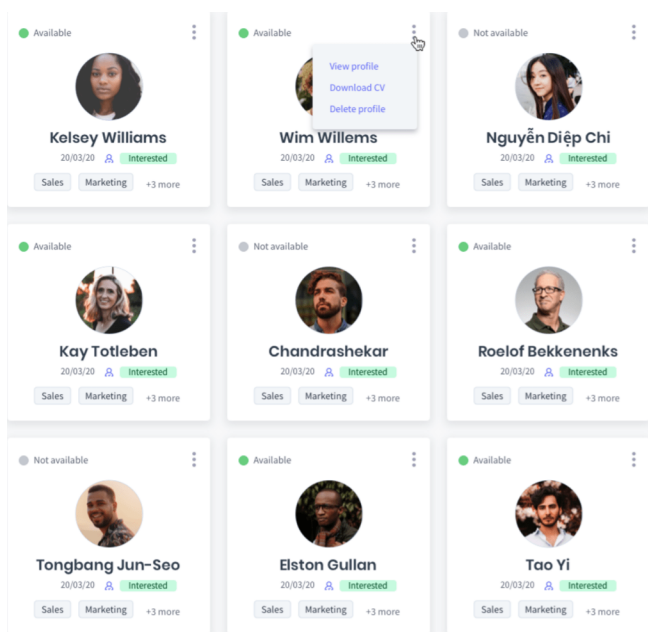 Available
Kelsey Williams
20/03/20 Interested
Sales Marketing +3 more
Available
View profile
Download CV
Delete profile
Wim Willems
20/03/20 Interested
Sales Marketing +3 more
Not available
Nguyễn Diệp Chi
20/03/20 Interested
Sales Marketing +3 more
Available
Kay Totleben
20/03/20 Interested
Sales Marketing +3 more
Not available
Chandrashekar
20/03/20 Interested
Sales Marketing +3 more
Available
Roelof Bekkenenks
20/03/20 Interested
Sales Marketing +3 more
Not available
Tongbang Jun-Seo
20/03/20 Interested
Sales Marketing +3 more
Available
Elston Gullan
20/03/20 Interested
Sales Marketing +3 more
Available
Tao Yi
20/03/20 Interested
Sales Marketing +3 more